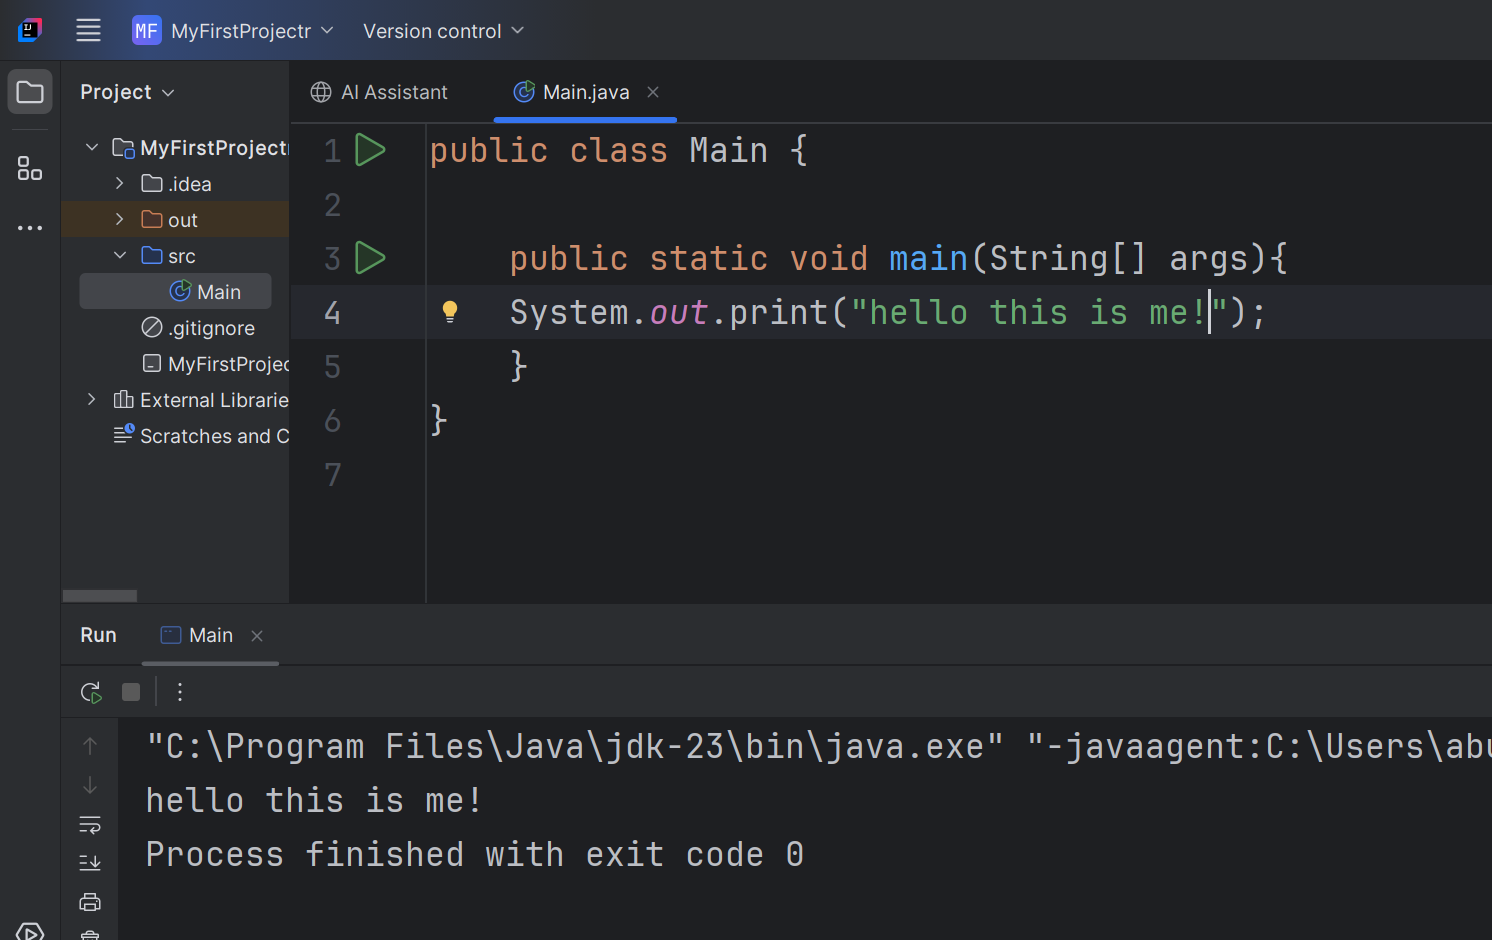 MF MyFirstProjectr Version control
Project
AI Assistant Main.java
MyFirstProjectr
.idea
out
src
Main
.gitignore
MyFirstProjec
External Librarie
Scratches and C
1 public class Main {
2
3 public static void main(String[] args){
4 System.out.print("hello this is me!");
5 }
6 }
7
Run Main
"C:\Program Files\Java\jdk-23\bin\java.exe" "-javaagent:C:\Users\abu
hello this is me!
Process finished with exit code 0